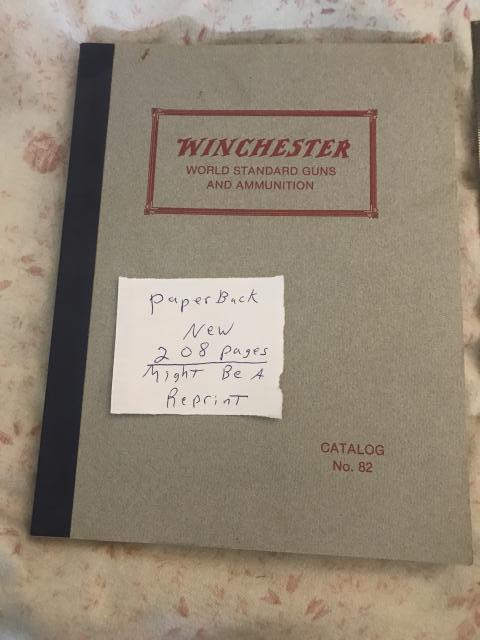 WINCHESTER
WORLD STANDARD GUNS
AND AMMUNITION
paperBack
New
208 pages
Might Be A
Reprint
CATALOG
No. 82